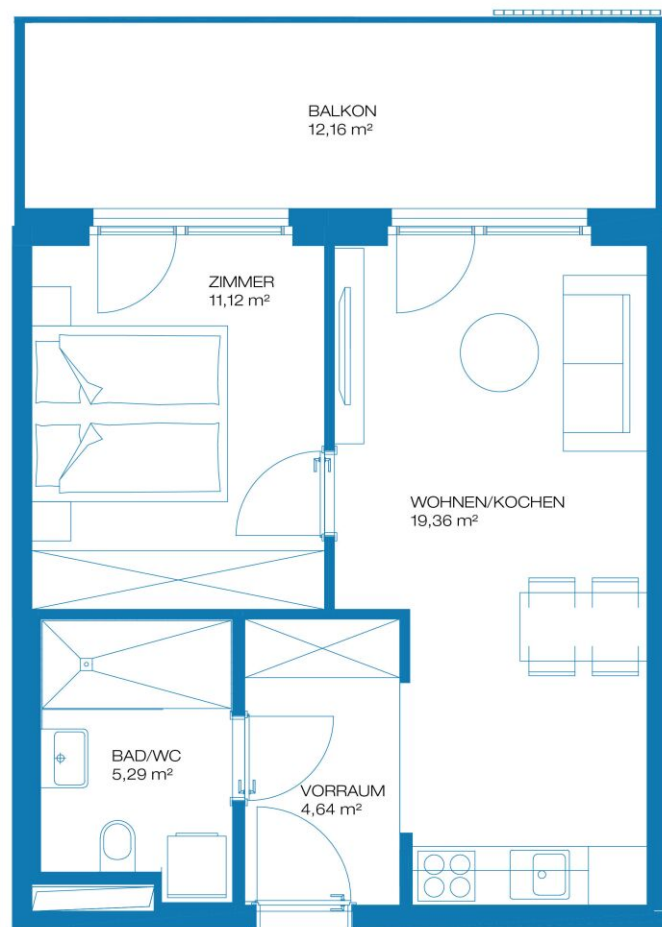 BALKON
12,16 m²
ZIMMER
11,12 m²
WOHNEN/KOCHEN
19,36 m²
BAD/WC
5,29 m²
VORRAUM
4,64 m²